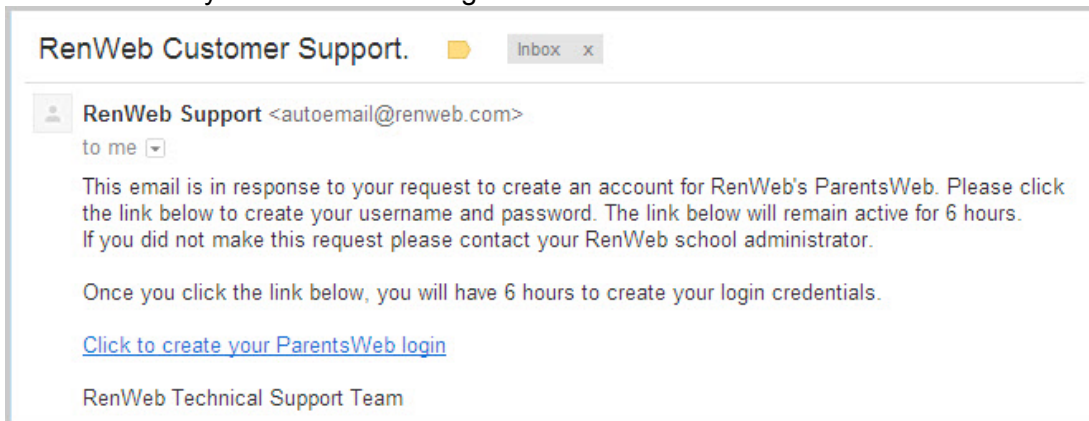 RenWeb Customer Support. Inbox x
RenWeb Support <autoemail@renweb.com>
to me
This email is in response to your request to create an account for RenWeb's ParentsWeb. Please click
the link below to create your username and password. The link below will remain active for 6 hours.
If you did not make this request please contact your RenWeb school administrator.
Once you click the link below, you will have 6 hours to create your login credentials.
Click to create your ParentsWeb login
RenWeb Technical Support Team